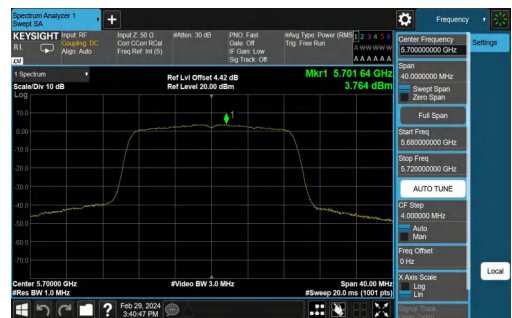 Spectrum Analyzer 1
Swept SA
+
Frequency
KEYSIGHT
RL
Input: RF
Coupling: DC
Align: Auto
Input Z: 50 Ω
Corr CCorr RCal
Freq Ref: Int (S)
#Atten: 30 dB
PNO: Fast
Gate: Off
IF Gain: Low
Sig Track: Off
#Avg Type: Power (RMS)
Trig: Free Run
1 2 3 4 5 6
A W W W W W
A A A A A A
LW
1 Spectrum
Scale/Div 10 dB
Log
Ref Lvl Offset 4.42 dB
Ref Level 20.00 dBm
Mkr1 5.701 64 GHz
3.764 dBm
1
10.0
0.00
-10.0
-20.0
-30.0
-40.0
-50.0
-60.0
-70.0
Center 5.70000 GHz
#Res BW 1.0 MHz
#Video BW 3.0 MHz
Span 40.00 MHz
#Sweep 20.0 ms (1001 pts)
Feb 29, 2024
3:40:47 PM
Center Frequency
5.700000000 GHz
Settings
Span
40.0000000 MHz
Swept Span
Zero Span
Full Span
Start Freq
5.680000000 GHz
Stop Freq
5.720000000 GHz
AUTO TUNE
CF Step
4.000000 MHz
Auto
Man
Freq Offset
0 Hz
X Axis Scale
Log
Lin
Local
Signal Track